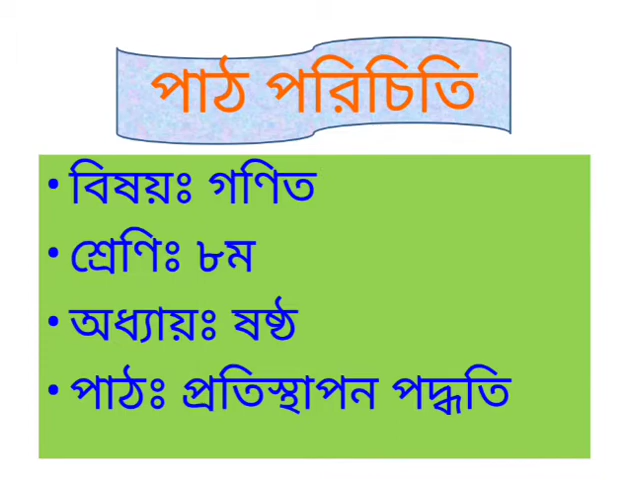 পাঠ পরিচিতি
•বিষয়ঃ গণিত
•শ্রেণিঃ ৮ম
•অধ্যায়ঃ ষষ্ঠ
•পাঠঃ প্রতিস্থাপন পদ্ধতি